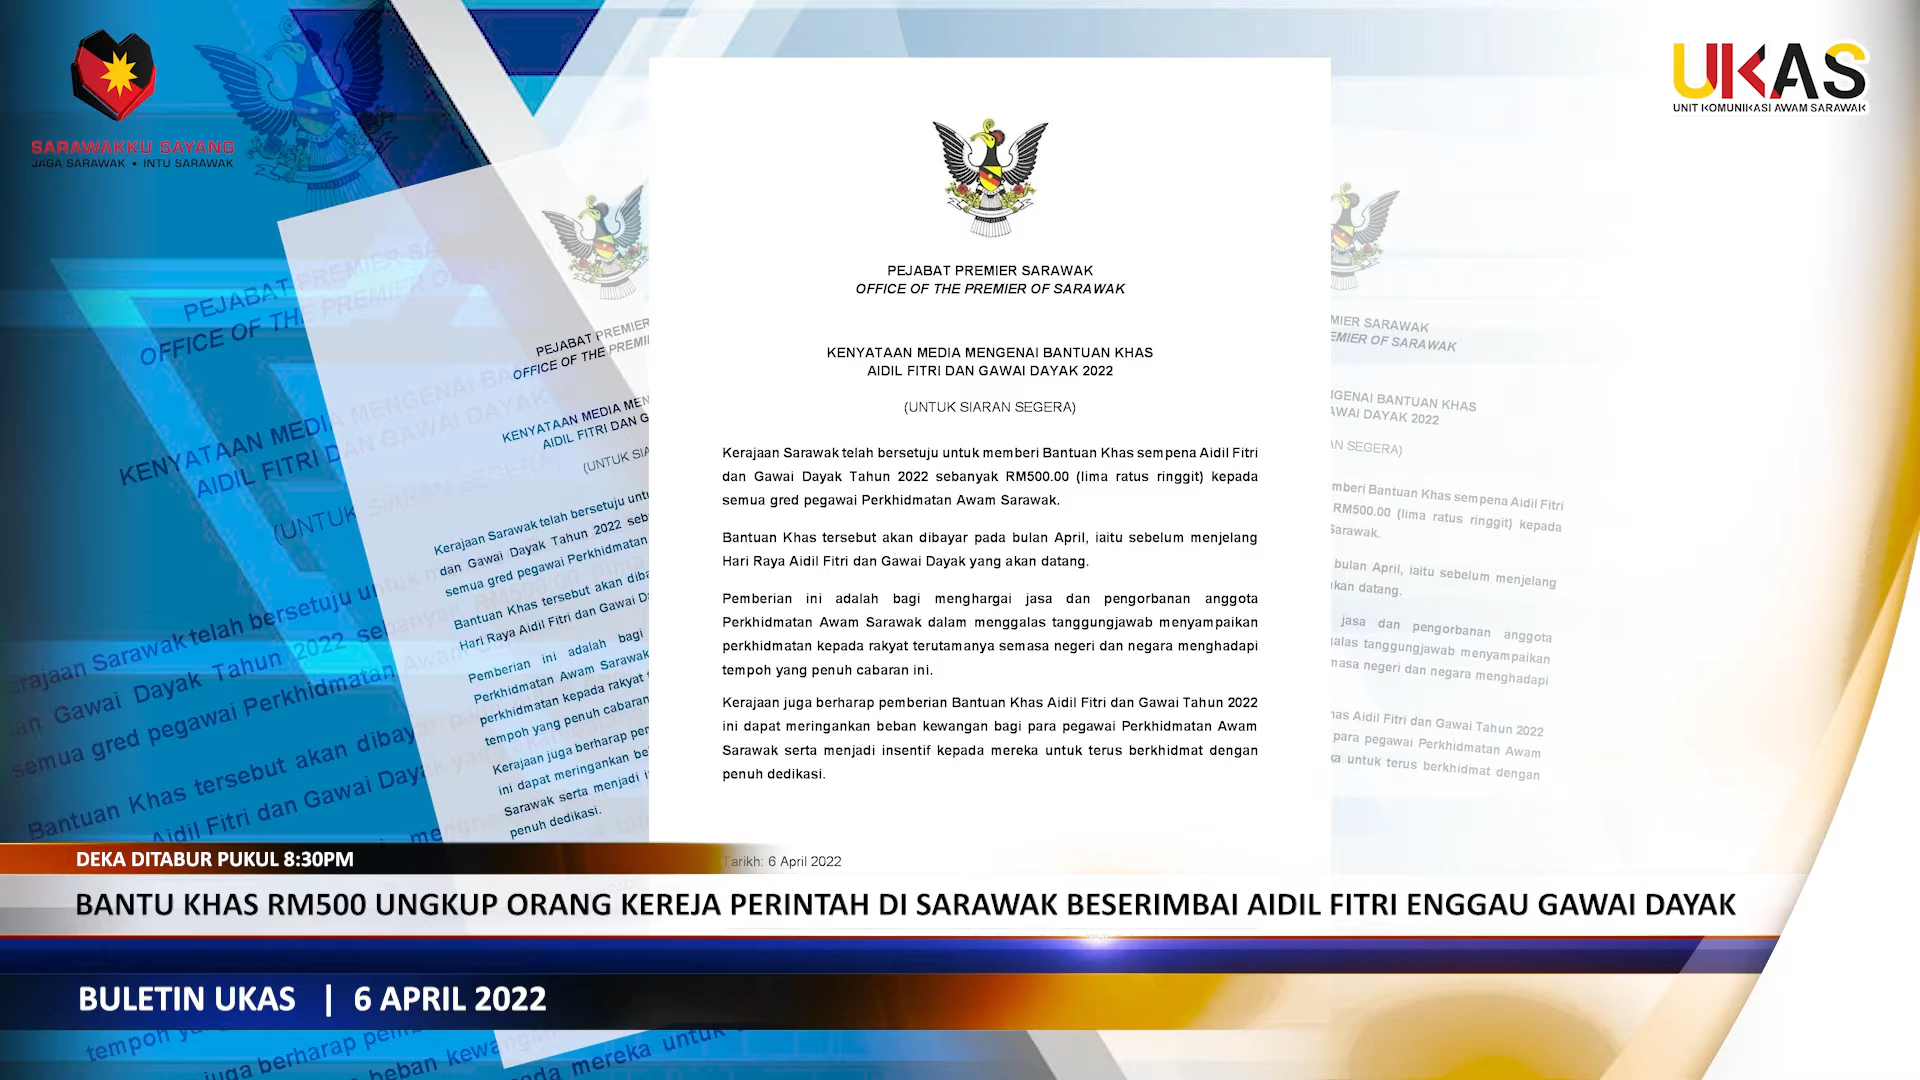 SARAWAKKU SAYANG
JAGA SARAWAK • INTU SARAWAK
UKAS
UNIT KOMUNIKASI AWAM SARAWAK
PEJABAT PREMIER SARAWAK
OFFICE OF THE PREMIER OF SARAWAK
KENYATAAN MEDIA MENGENAI BANTUAN KHAS
AIDIL FITRI DAN GAWAI DAYAK 2022
(UNTUK SIARAN SEGERA)
Kerajaan Sarawak telah bersetuju untuk memberi Bantuan Khas sempena Aidil Fitri
dan Gawai Dayak Tahun 2022 sebanyak RM500.00 (lima ratus ringgit) kepada
semua gred pegawai Perkhidmatan Awam Sarawak.
Bantuan Khas tersebut akan dibayar pada bulan April, iaitu sebelum menjelang
Hari Raya Aidil Fitri dan Gawai Dayak yang akan datang.
Pemberian ini adalah bagi menghargai jasa dan pengorbanan anggota
Perkhidmatan Awam Sarawak dalam menggalas tanggungjawab menyampaikan
perkhidmatan kepada rakyat terutamanya semasa negeri dan negara menghadapi
tempoh yang penuh cabaran ini.
Kerajaan juga berharap pemberian Bantuan Khas Aidil Fitri dan Gawai Tahun 2022
ini dapat meringankan beban kewangan bagi para pegawai Perkhidmatan Awam
Sarawak serta menjadi insentif kepada mereka untuk terus berkhidmat dengan
penuh dedikasi.
Tarikh: 6 April 2022
DEKA DITABUR PUKUL 8:30PM
BANTU KHAS RM500 UNGKUP ORANG KEREJA PERINTAH DI SARAWAK BESERIMBAI AIDIL FITRI ENGGAU GAWAI DAYAK
BULETIN UKAS | 6 APRIL 2022